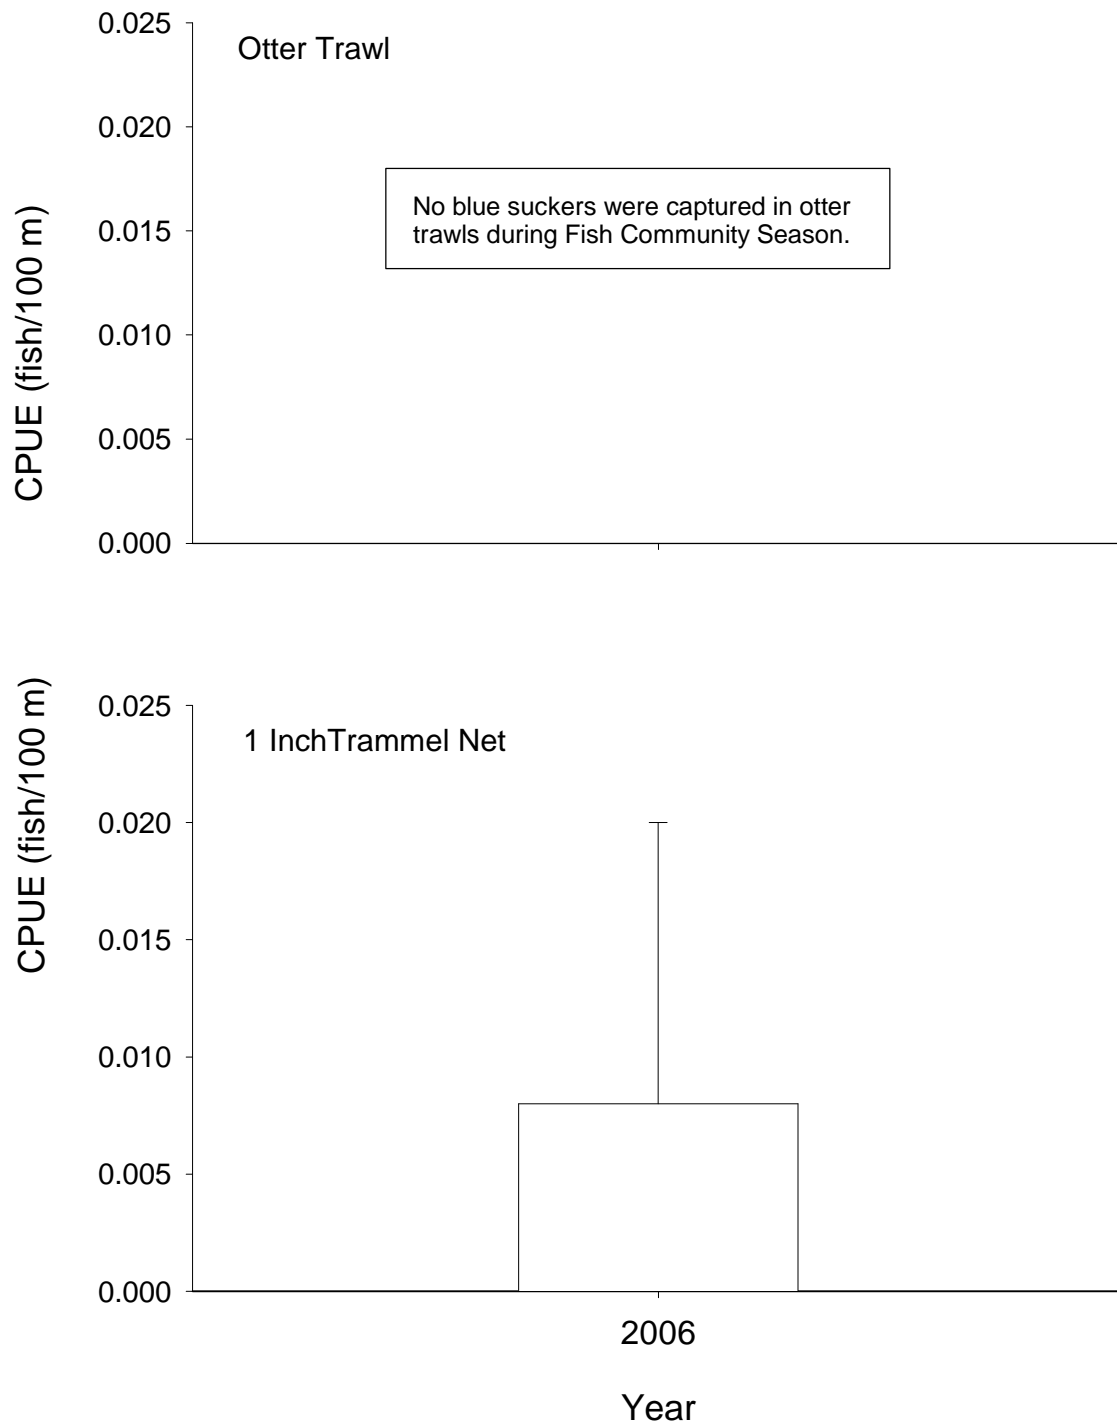 0.025
Otter Trawl
0.020
No blue suckers were captured in otter
trawls during Fish Community Season.
0.015
0.010
0.005
0.000
CPUE (fish/100 m)
0.025
1 InchTrammel Net
0.020
0.015
0.010
0.005
0.000
CPUE (fish/100 m)
2006
Year